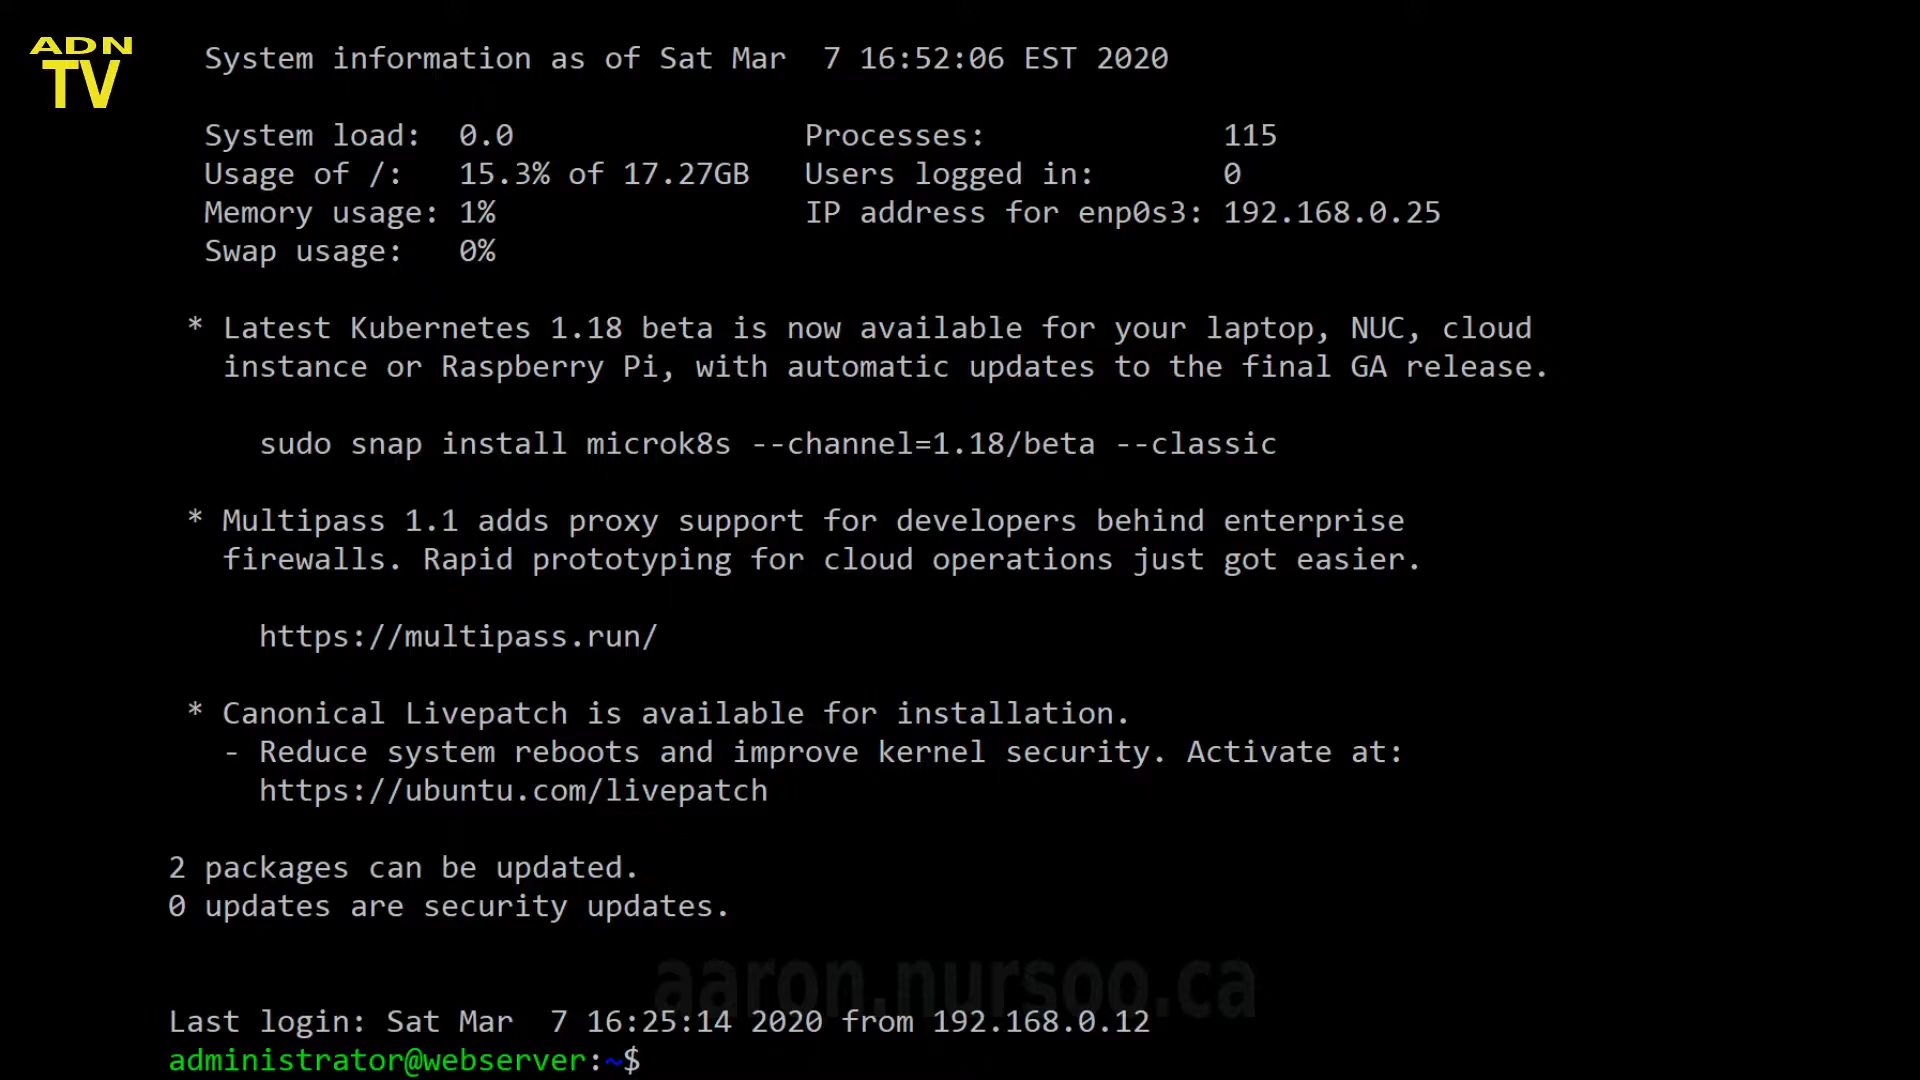 ADN
TV
System information as of Sat Mar  7 16:52:06 EST 2020
System load:  0.0                Processes:             115
Usage of /:   15.3% of 17.27GB   Users logged in:       0
Memory usage: 1%                 IP address for enp0s3: 192.168.0.25
Swap usage:   0%
* Latest Kubernetes 1.18 beta is now available for your laptop, NUC, cloud
instance or Raspberry Pi, with automatic updates to the final GA release.
sudo snap install microk8s --channel=1.18/beta --classic
* Multipass 1.1 adds proxy support for developers behind enterprise
firewalls. Rapid prototyping for cloud operations just got easier.
https://multipass.run/
* Canonical Livepatch is available for installation.
- Reduce system reboots and improve kernel security. Activate at:
https://ubuntu.com/livepatch
2 packages can be updated.
0 updates are security updates.
aaron.nursoo.ca
Last login: Sat Mar  7 16:25:14 2020 from 192.168.0.12
administrator@webserver:~$